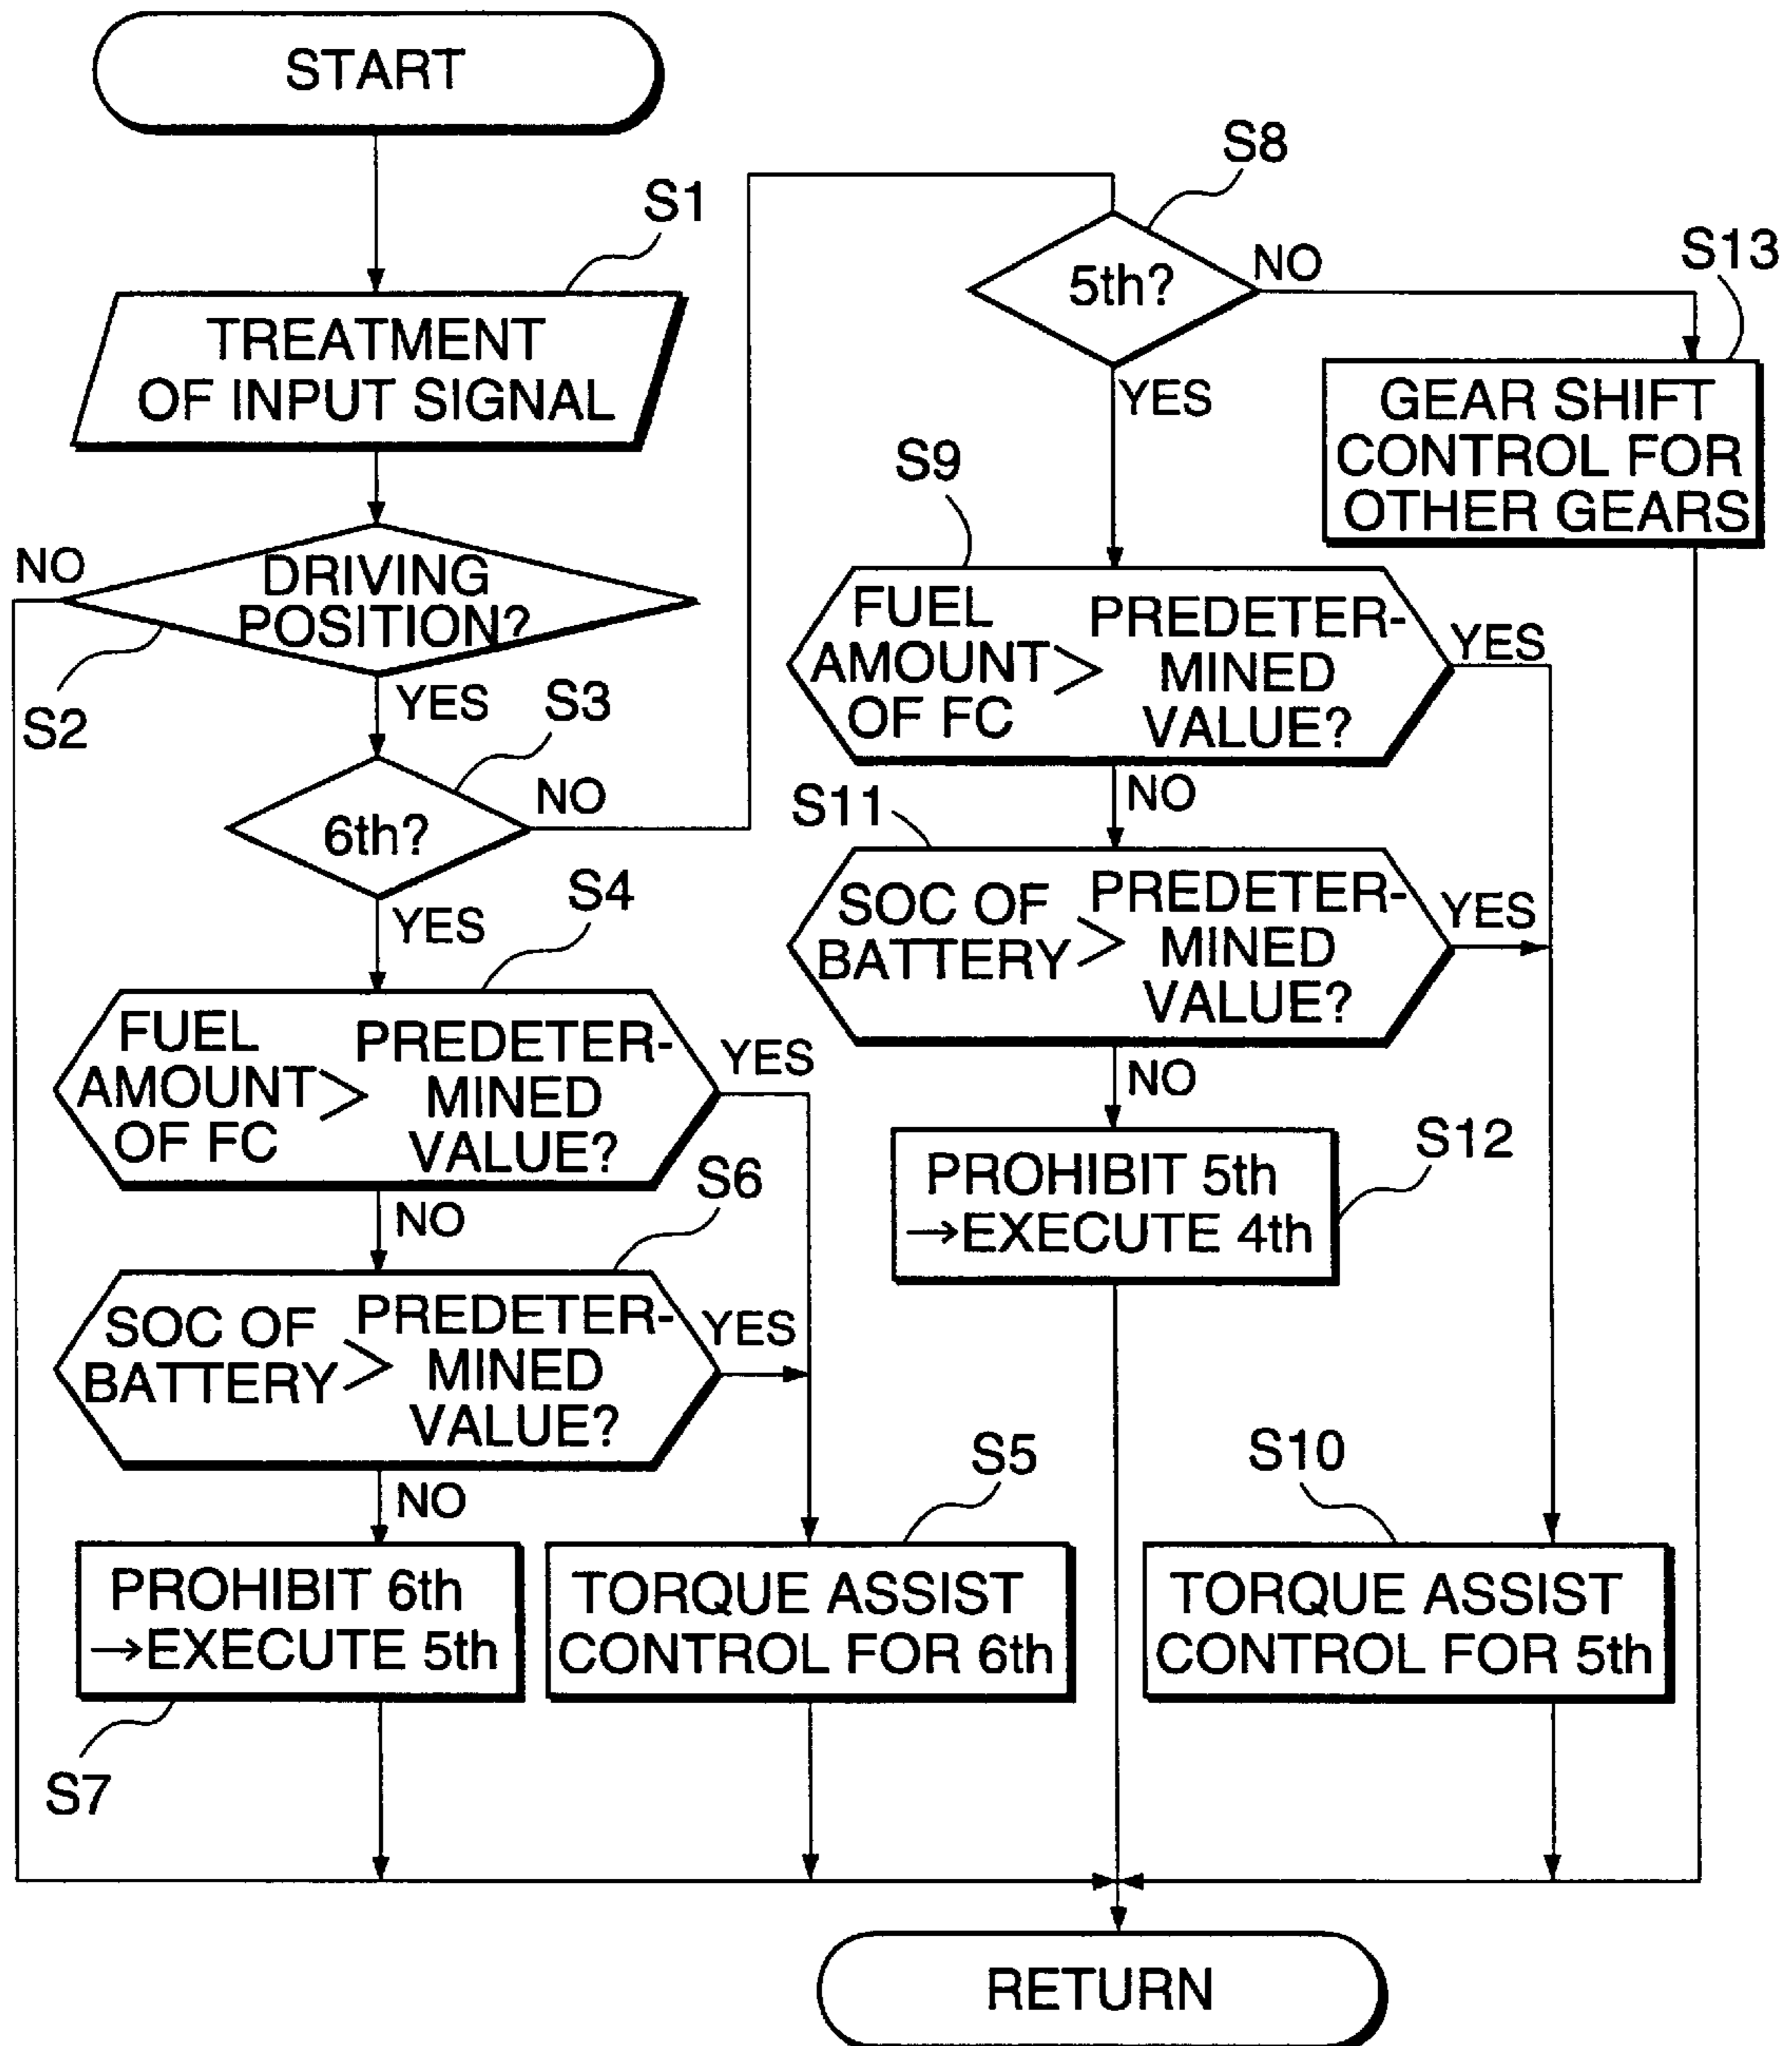 START
S1
TREATMENT
OF INPUT SIGNAL
NO
DRIVING
POSITION?
S2
YES
S3
6th?
NO
YES
S4
FUEL
AMOUNT
OF FC
>
PREDETER-
MINED
VALUE?
YES
NO
S6
SOC OF
BATTERY
>
PREDETER-
MINED
VALUE?
YES
NO
PROHIBIT 6th
→EXECUTE 5th
S7
S5
TORQUE ASSIST
CONTROL FOR 6th
S8
5th?
NO
S13
GEAR SHIFT
CONTROL FOR
OTHER GEARS
YES
S9
FUEL
AMOUNT
OF FC
>
PREDETER-
MINED
VALUE?
YES
NO
S11
SOC OF
BATTERY
>
PREDETER-
MINED
VALUE?
YES
NO
S12
PROHIBIT 5th
→EXECUTE 4th
S10
TORQUE ASSIST
CONTROL FOR 5th
RETURN